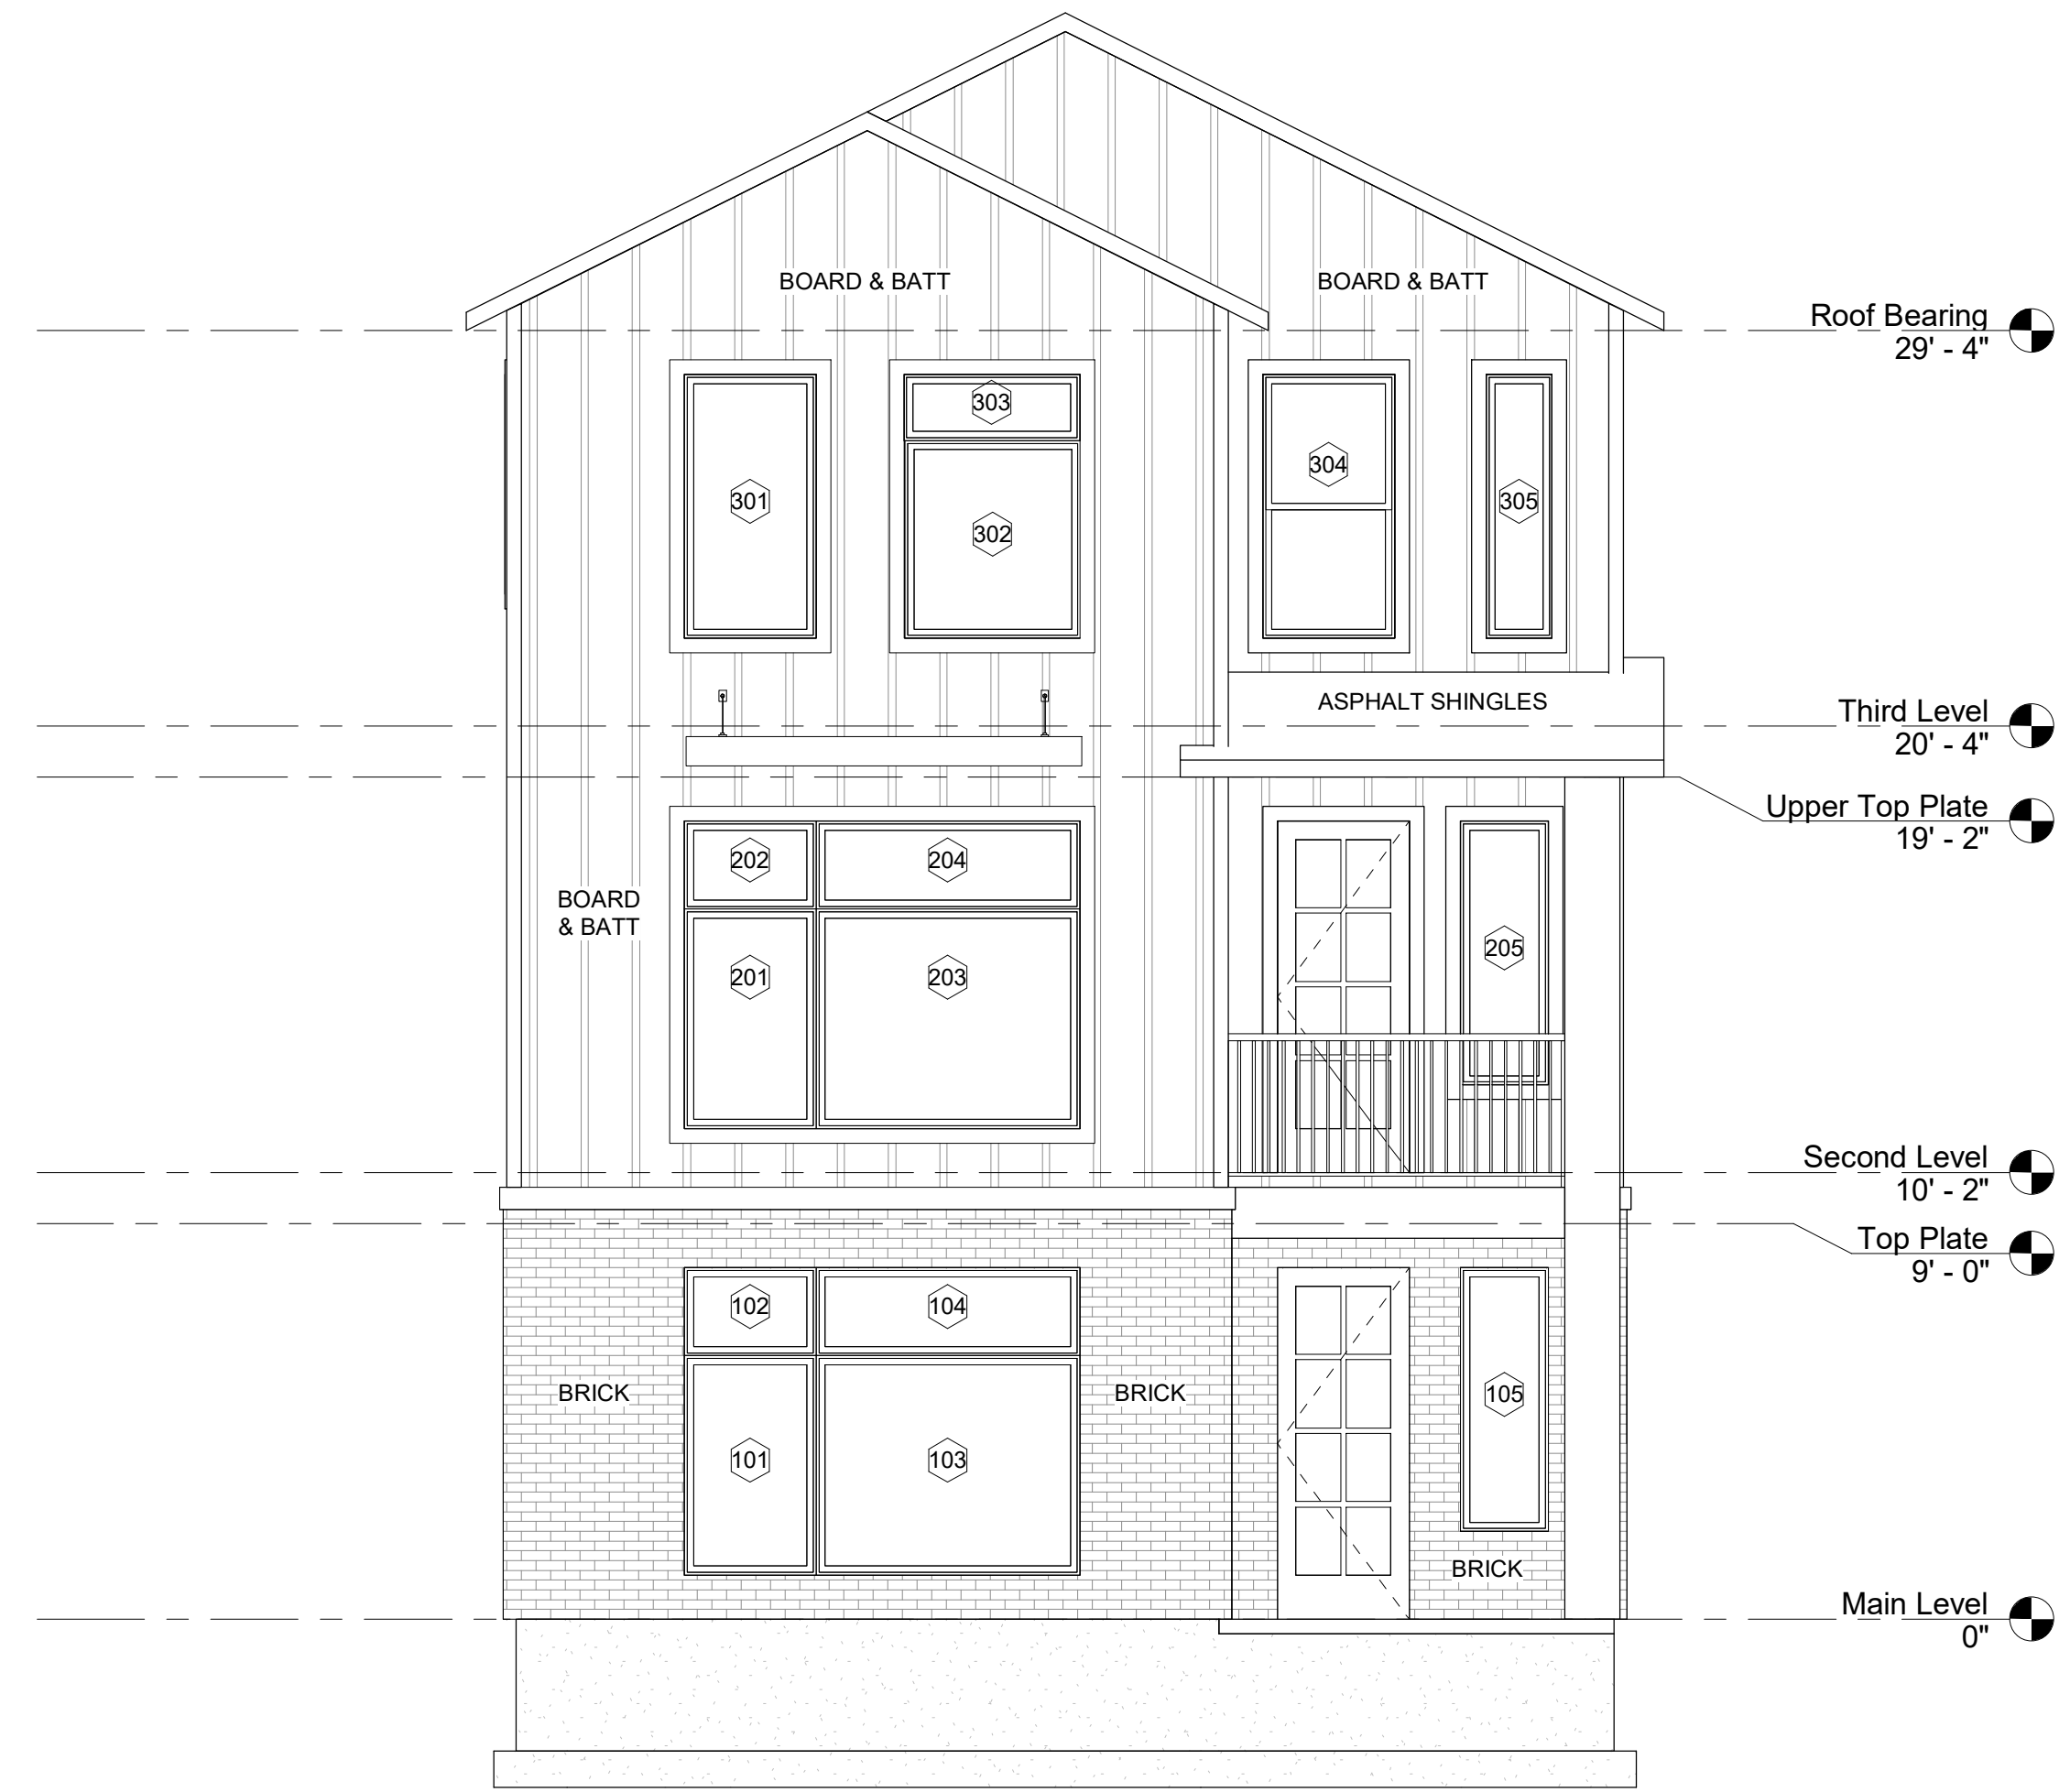 BOARD & BATT
BOARD & BATT
Roof Bearing
29' - 4"
303
304
301
305
302
ASPHALT SHINGLES
Third Level
20' - 4"
Upper Top Plate
19' - 2"
202
204
BOARD
& BATT
205
201
203
Second Level
10' - 2"
Top Plate
9' - 0"
102
104
BRICK
BRICK
105
101
103
BRICK
Main Level
0"